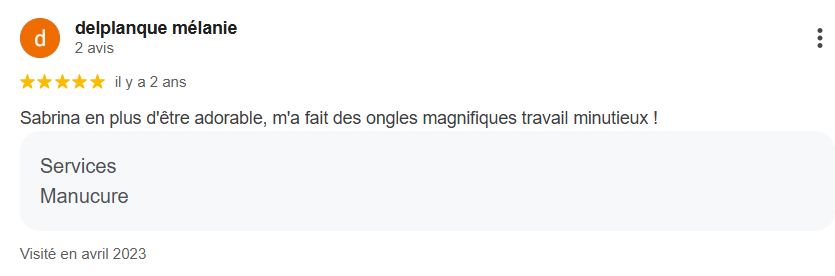 d
delplanque mélanie
2 avis
il y a 2 ans
Sabrina en plus d'être adorable, m'a fait des ongles magnifiques travail minutieux !
Services
Manucure
Visité en avril 2023